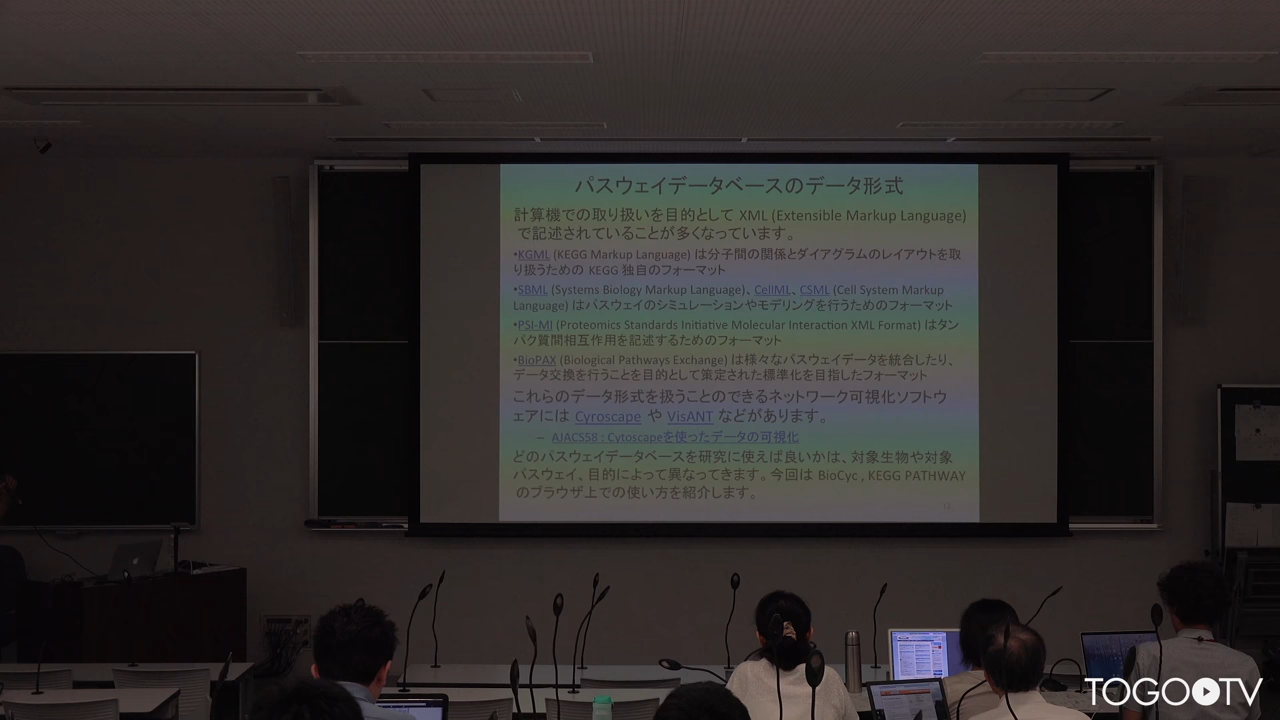 パスウェイデータベースのデータ形式
計算機での取り扱いを目的として XML (Extensible Markup Language)
で記述されていることが多くなっています。
•KGML (KEGG Markup Language) は分子間の関係とダイアグラムのレイアウトを取
り扱うための KEGG 独自のフォーマット
•SBML (Systems Biology Markup Language)、CellML、CSML (Cell System Markup
Language) はパスウェイのシミュレーションやモデリングを行うためのフォーマット
•PSI-MI (Proteomics Standards Initiative Molecular Interaction XML Format) はタン
パク質間相互作用を記述するためのフォーマット
•BioPAX (Biological Pathways Exchange) は様々なパスウェイデータを統合したり、
データ交換を行うことを目的として策定された標準化を目指したフォーマット
これらのデータ形式を扱うことのできるネットワーク可視化ソフトウ
ェアには Cyroscape や VisANT などがあります。
– AJACS58 : Cytoscapeを使ったデータの可視化
どのパスウェイデータベースを研究に使えば良いかは、対象生物や対象
パスウェイ、目的によって異なってきます。今回は BioCyc , KEGG PATHWAY
のブラウザ上での使い方を紹介します。
TOGOTV